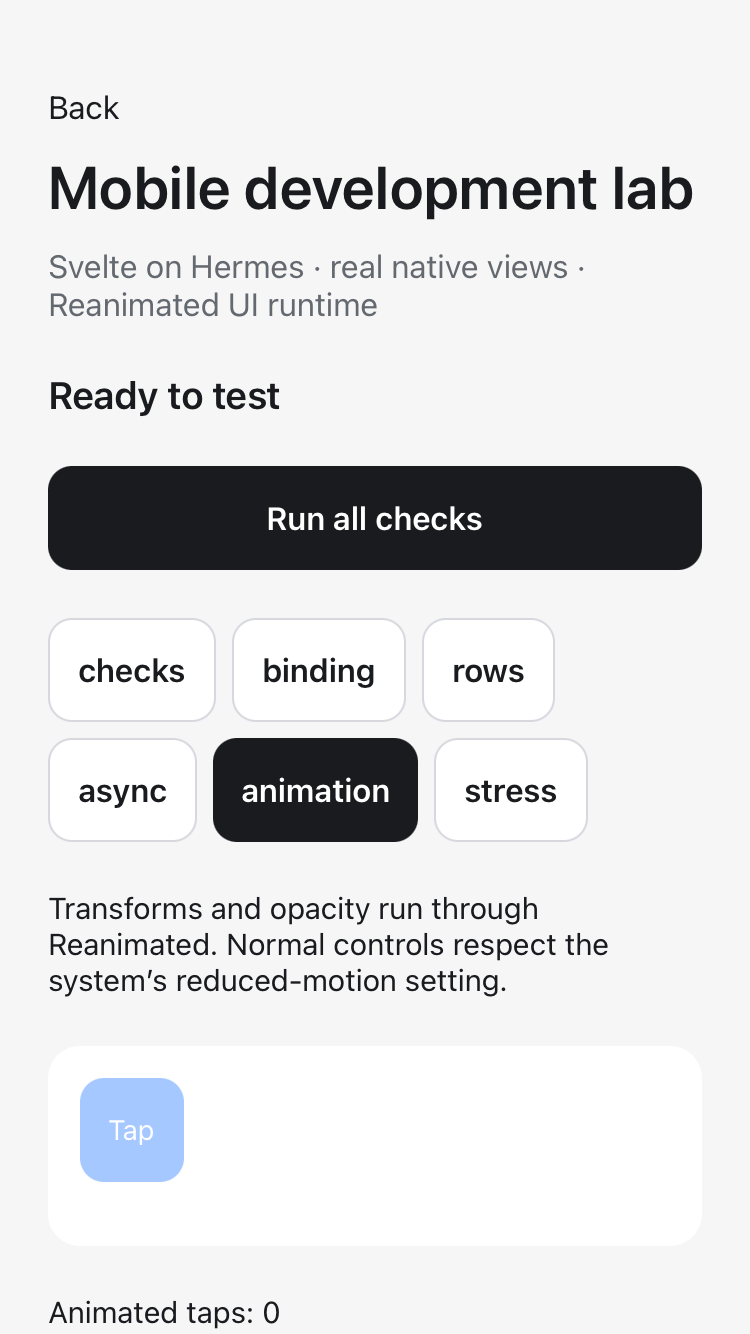 Back
Mobile development lab
Svelte on Hermes · real native views ·
Reanimated UI runtime
Ready to test
Run all checks
checks binding rows
async animation stress
Transforms and opacity run through
Reanimated. Normal controls respect the
system’s reduced-motion setting.
Tap
Animated taps: 0